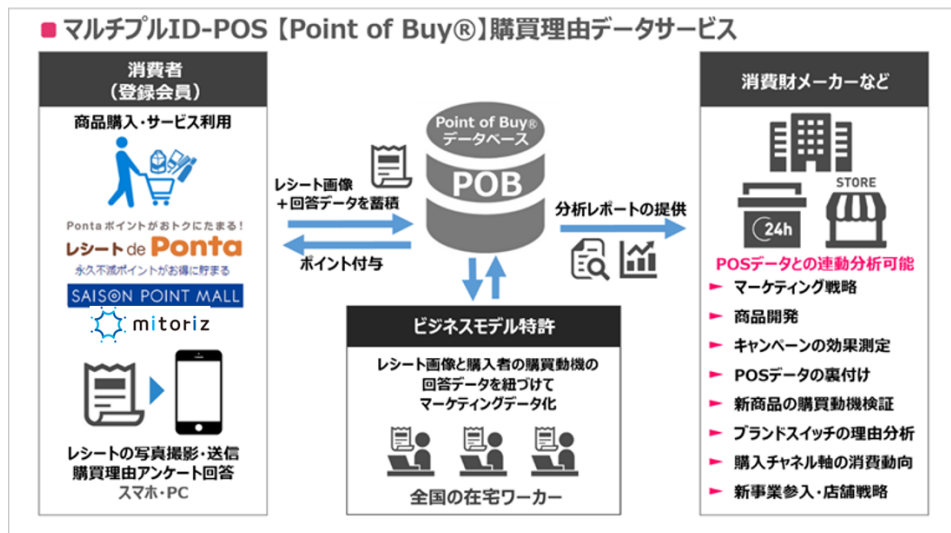 マルチプルID-POS【Point of Buy®】購買理由データサービス
消費者
（登録会員）
商品購入・サービス利用
Pontaポイントがおトクにたまる！
レシート de Ponta
永久不滅ポイントがお得に貯まる
SAISON POINT MALL
mitoriz
レシートの写真撮影・送信
購買理由アンケート回答
スマホ・PC
レシート画像
＋回答データを蓄積
ポイント付与
Point of Buy®
データベース
POB
分析レポートの提供
ビジネスモデル特許
レシート画像と購入者の購買動機の
回答データを紐づけて
マーケティングデータ化
全国の在宅ワーカー
消費財メーカーなど
24h
STORE
POSデータとの連動分析可能
マーケティング戦略
商品開発
キャンペーンの効果測定
POSデータの裏付け
新商品の購買動機検証
ブランドスイッチの理由分析
購入チャネル軸の消費動向
新事業参入・店舗戦略